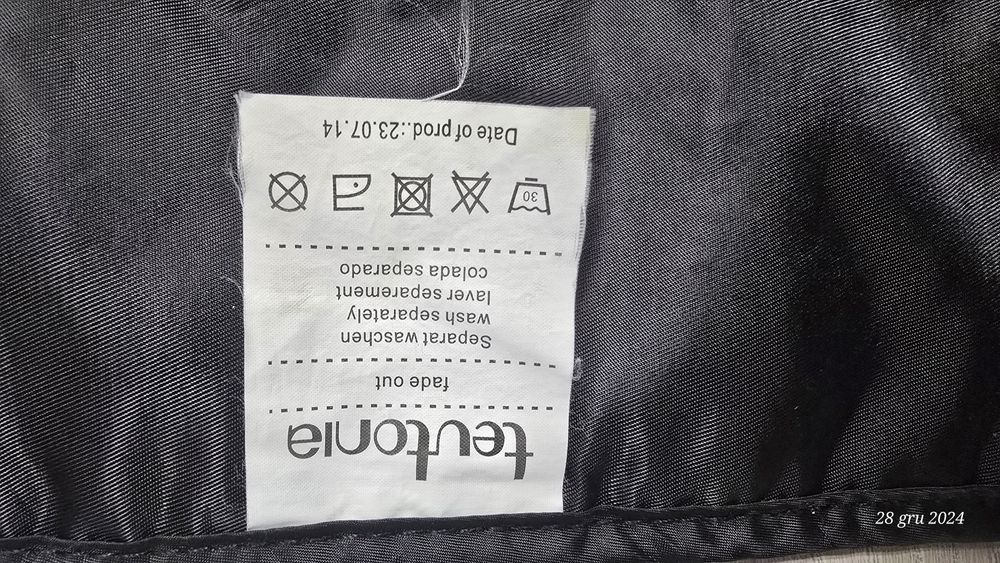 teutonia
fade out
Separat waschen
wash separately
laver separement
colada separado
30
Date of prod.:23.07.14
28 gru 2024